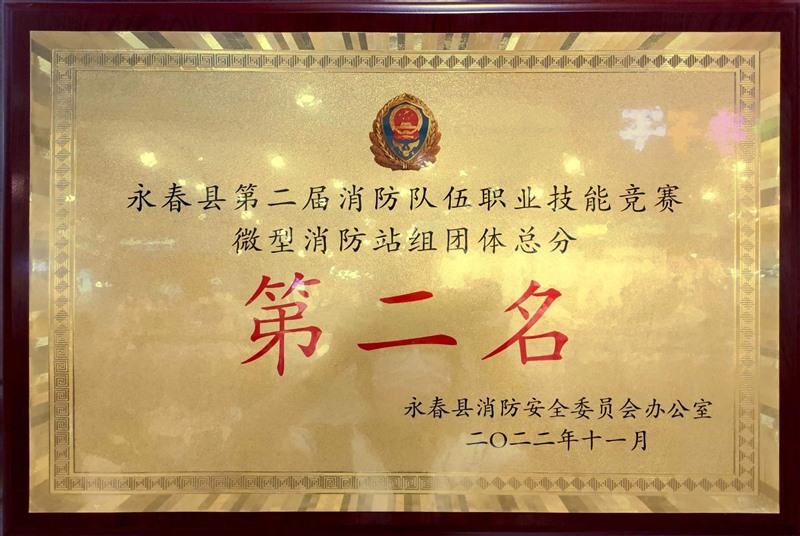 永春县第二届消防队伍职业技能竞赛
微型消防站组团体总分
第二名
永春县消防安全委员会办公室
二〇二二年十一月